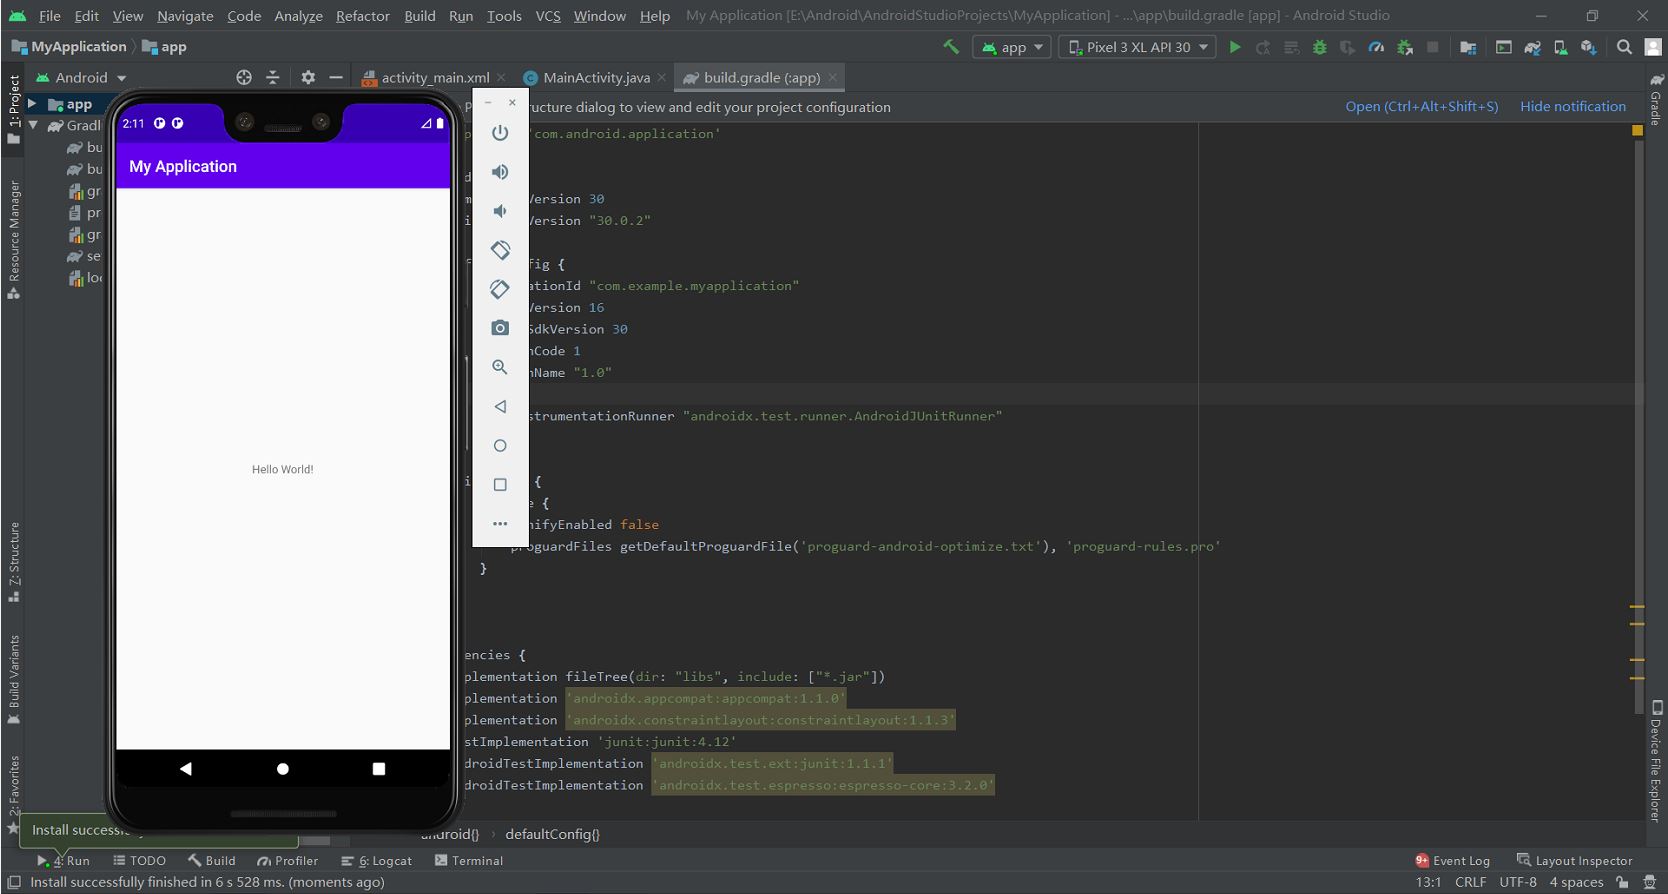 File Edit View Navigate Code Analyze Refactor Build Run Tools VCS Window Help My Application [E:\Android\AndroidStudioProjects\MyApplication] - ...\app\build.gradle [app] - Android Studio
MyApplication app
app Pixel 3 XL API 30
Android
activity_main.xml MainActivity.java build.gradle (:app)
1: Project
Resource Manager
7: Structure
Build Variants
2: Favorites
app
Gradl
bu
bu
gr
pr
gr
se
loc
2:11
My Application
Hello World!
ructure dialog to view and edit your project configuration Open (Ctrl+Alt+Shift+S) Hide notification
'com.android.application'
Version 30
Version "30.0.2"
fig {
ationId "com.example.myapplication"
Version 16
SdkVersion 30
nCode 1
nName "1.0"
strumentationRunner "androidx.test.runner.AndroidJUnitRunner"
{
e {
nifyEnabled false
proguardFiles getDefaultProguardFile('proguard-android-optimize.txt'), 'proguard-rules.pro'
}
encies {
plementation fileTree(dir: "libs", include: ["*.jar"])
plementation 'androidx.appcompat:appcompat:1.1.0'
plementation 'androidx.constraintlayout:constraintlayout:1.1.3'
stImplementation 'junit:junit:4.12'
droidTestImplementation 'androidx.test.ext:junit:1.1.1'
droidTestImplementation 'androidx.test.espresso:espresso-core:3.2.0'
android{} › defaultConfig{}
Gradle
Device File Explorer
Install success
4: Run TODO Build Profiler 6: Logcat Terminal 9+ Event Log Layout Inspector
Install successfully finished in 6 s 528 ms. (moments ago) 13:1 CRLF UTF-8 4 spaces